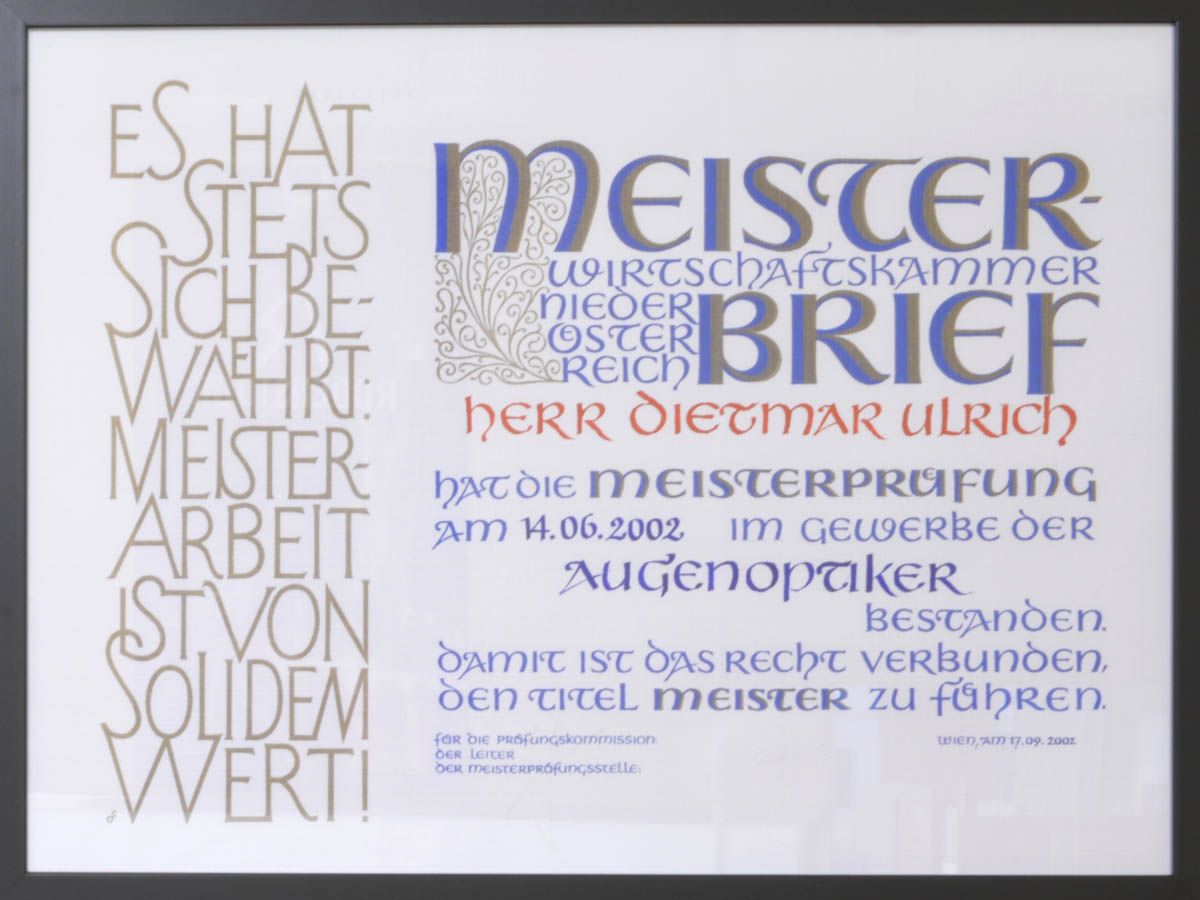 ES HAT
STETS
SICH BE-
WAEHRT:
MEISTER-
ARBEIT
IST VON
SOLIDEM
WERT!
MEISTER-
WIRTSCHAFTSKAMMER
NIEDER
ÖSTER
REICH
BRIEF
HERR DIETMAR ULRICH
HAT DIE MEISTERPRÜFUNG
AM 14.06.2002 IM GEWERBE DER
AUGENOPTIKER
BESTANDEN.
DAMIT IST DAS RECHT VERBUNDEN,
DEN TITEL MEISTER ZU FÜHREN.
FÜR DIE PRÜFUNGSKOMMISSION:
DER LEITER
DER MEISTERPRÜFUNGSSTELLE:
WIEN, AM 17.09.2002